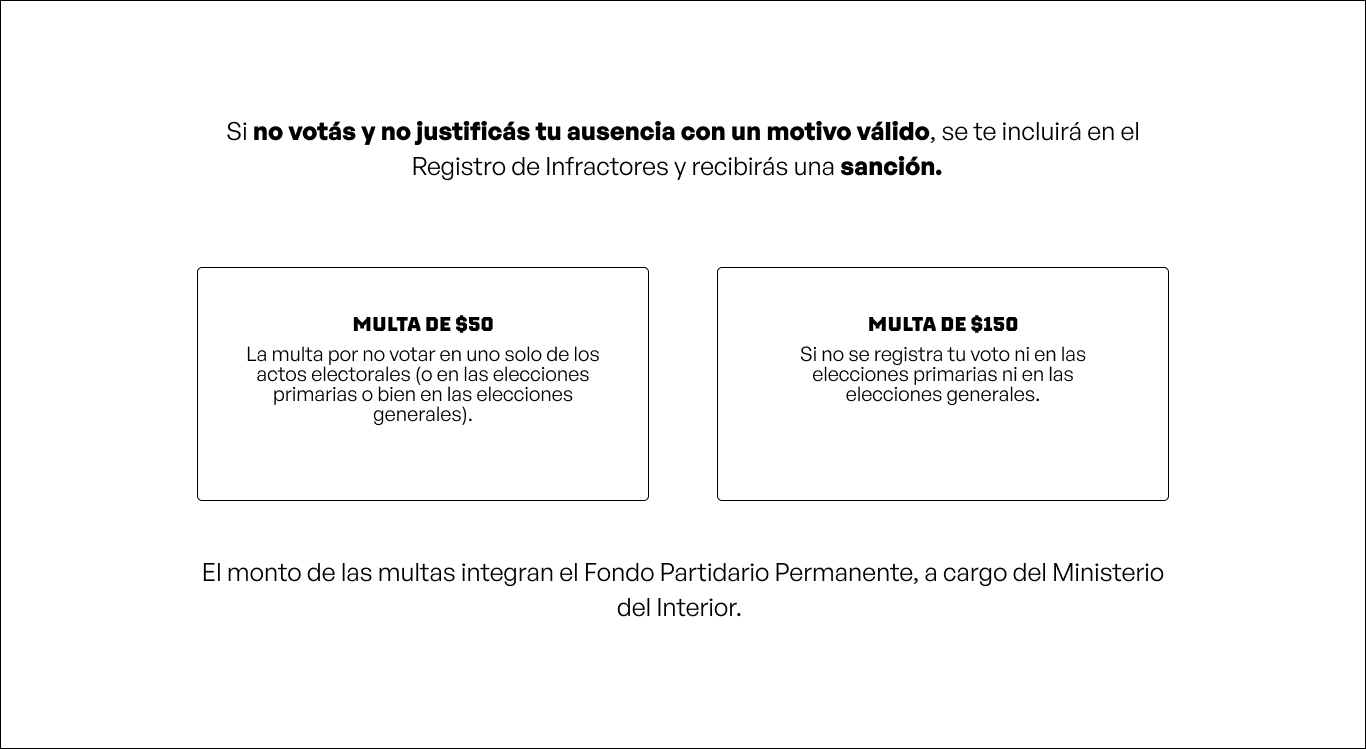 Si no votás y no justificás tu ausencia con un motivo válido, se te incluirá en el
Registro de Infractores y recibirás una sanción.
MULTA DE $50
La multa por no votar en uno solo de los
actos electorales (o en las elecciones
primarias o bien en las elecciones
generales).
MULTA DE $150
Si no se registra tu voto ni en las
elecciones primarias ni en las
elecciones generales.
El monto de las multas integran el Fondo Partidario Permanente, a cargo del Ministerio
del Interior.